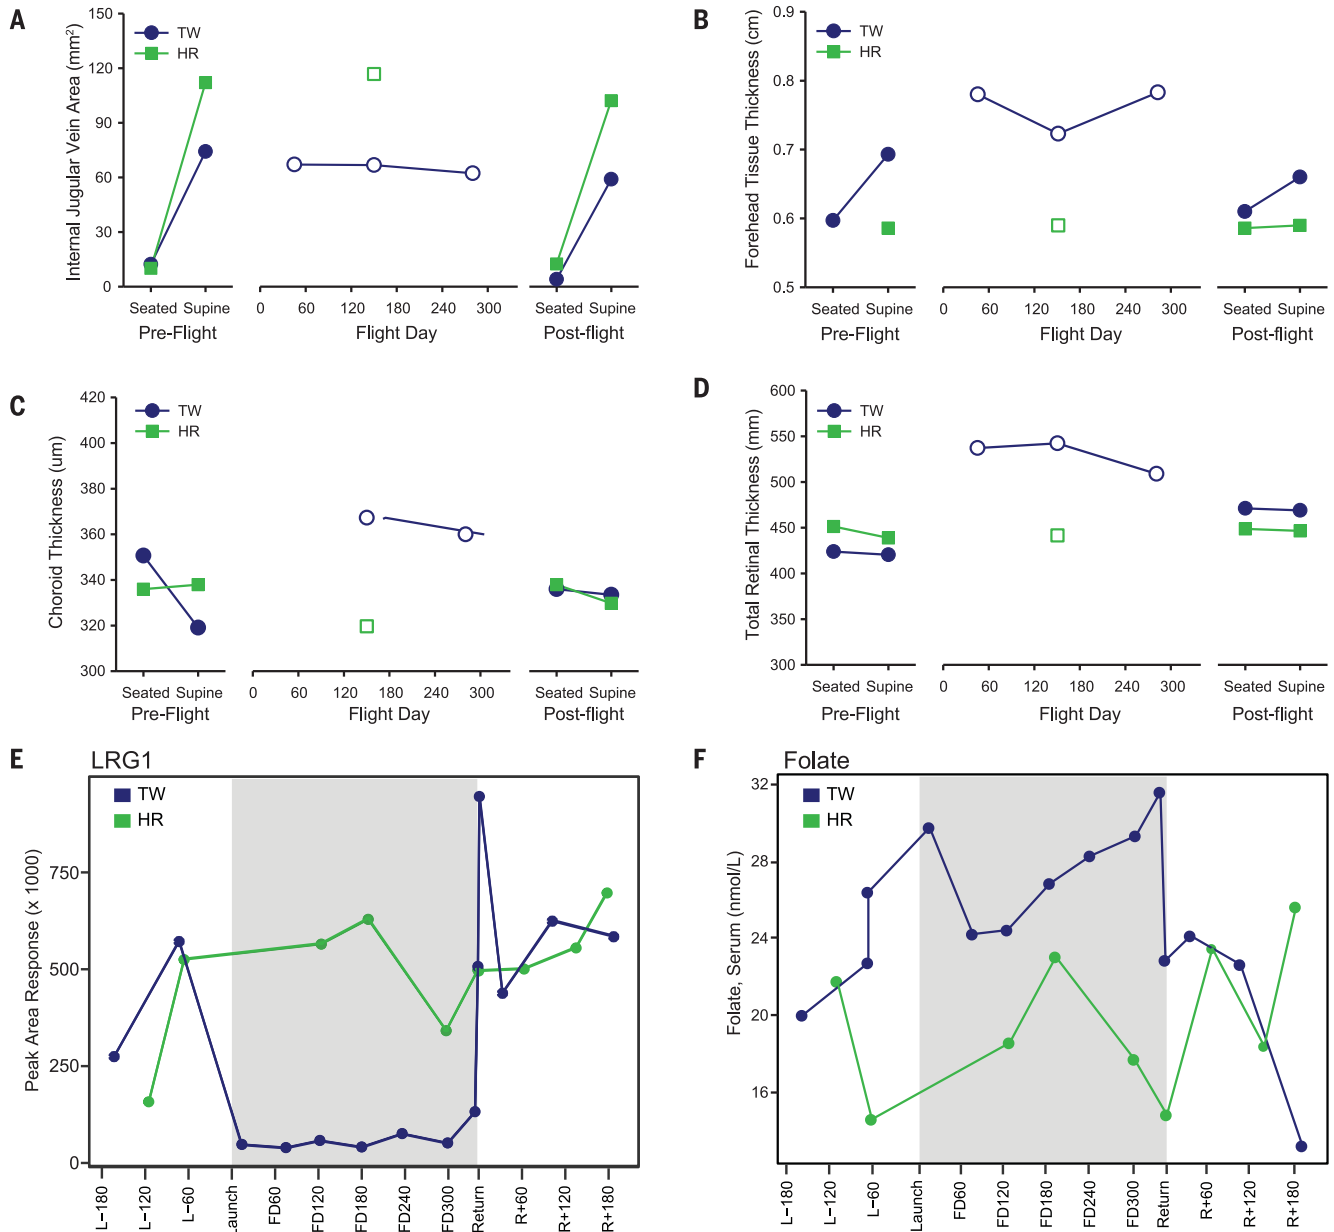 A
150
120
90
60
30
0
Internal Jugular Vein Area (mm²)
TW
HR
Seated Supine
Pre-Flight
0 60 120 180 240 300
Flight Day
Seated Supine
Post-flight
B
0.9
0.8
0.7
0.6
0.5
Forehead Tissue Thickness (cm)
TW
HR
Seated Supine
Pre-Flight
0 60 120 180 240 300
Flight Day
Seated Supine
Post-flight
C
420
400
380
360
340
320
300
Choroid Thickness (um)
TW
HR
Seated Supine
Pre-Flight
0 60 120 180 240 300
Flight Day
Seated Supine
Post-flight
D
600
550
500
450
400
350
300
Total Retinal Thickness (mm)
TW
HR
Seated Supine
Pre-Flight
0 60 120 180 240 300
Flight Day
Seated Supine
Post-flight
E
LRG1
TW
HR
750
500
250
0
Peak Area Response (x 1000)
L-180
L-120
L-60
Launch
FD60
FD120
FD180
FD240
FD300
Return
R+60
R+120
R+180
F
Folate
TW
HR
32
28
24
20
16
Folate, Serum (nmol/L)
L-180
L-120
L-60
Launch
FD60
FD120
FD180
FD240
FD300
Return
R+60
R+120
R+180